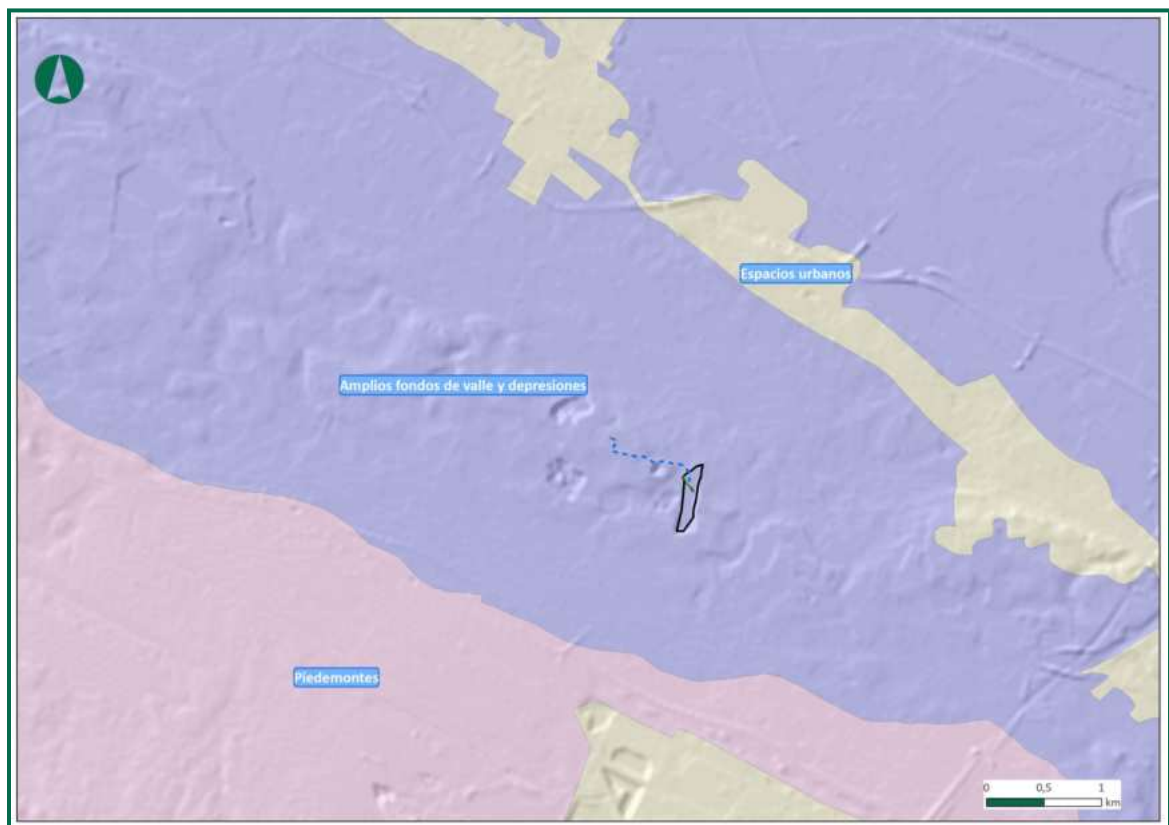 Espacios urbanos
Amplios fondos de valle y depresiones
Piedemontes
0 0,5 1
km